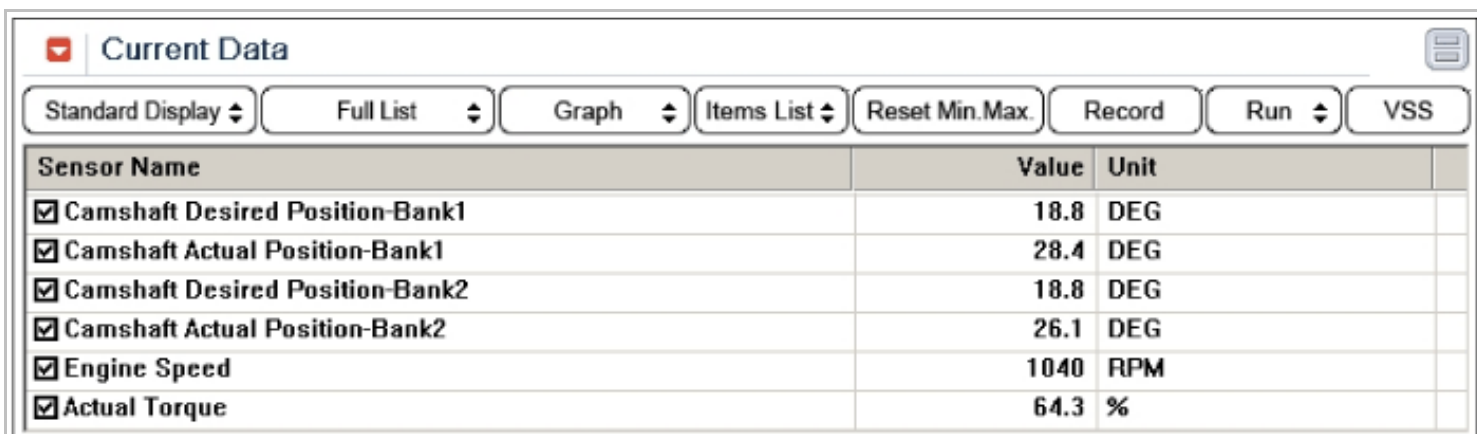 Current Data
Standard Display Full List Graph Items List Reset Min.Max. Record Run VSS
Sensor Name Value Unit
Camshaft Desired Position-Bank1 18.8 DEG
Camshaft Actual Position-Bank1 28.4 DEG
Camshaft Desired Position-Bank2 18.8 DEG
Camshaft Actual Position-Bank2 26.1 DEG
Engine Speed 1040 RPM
Actual Torque 64.3 %